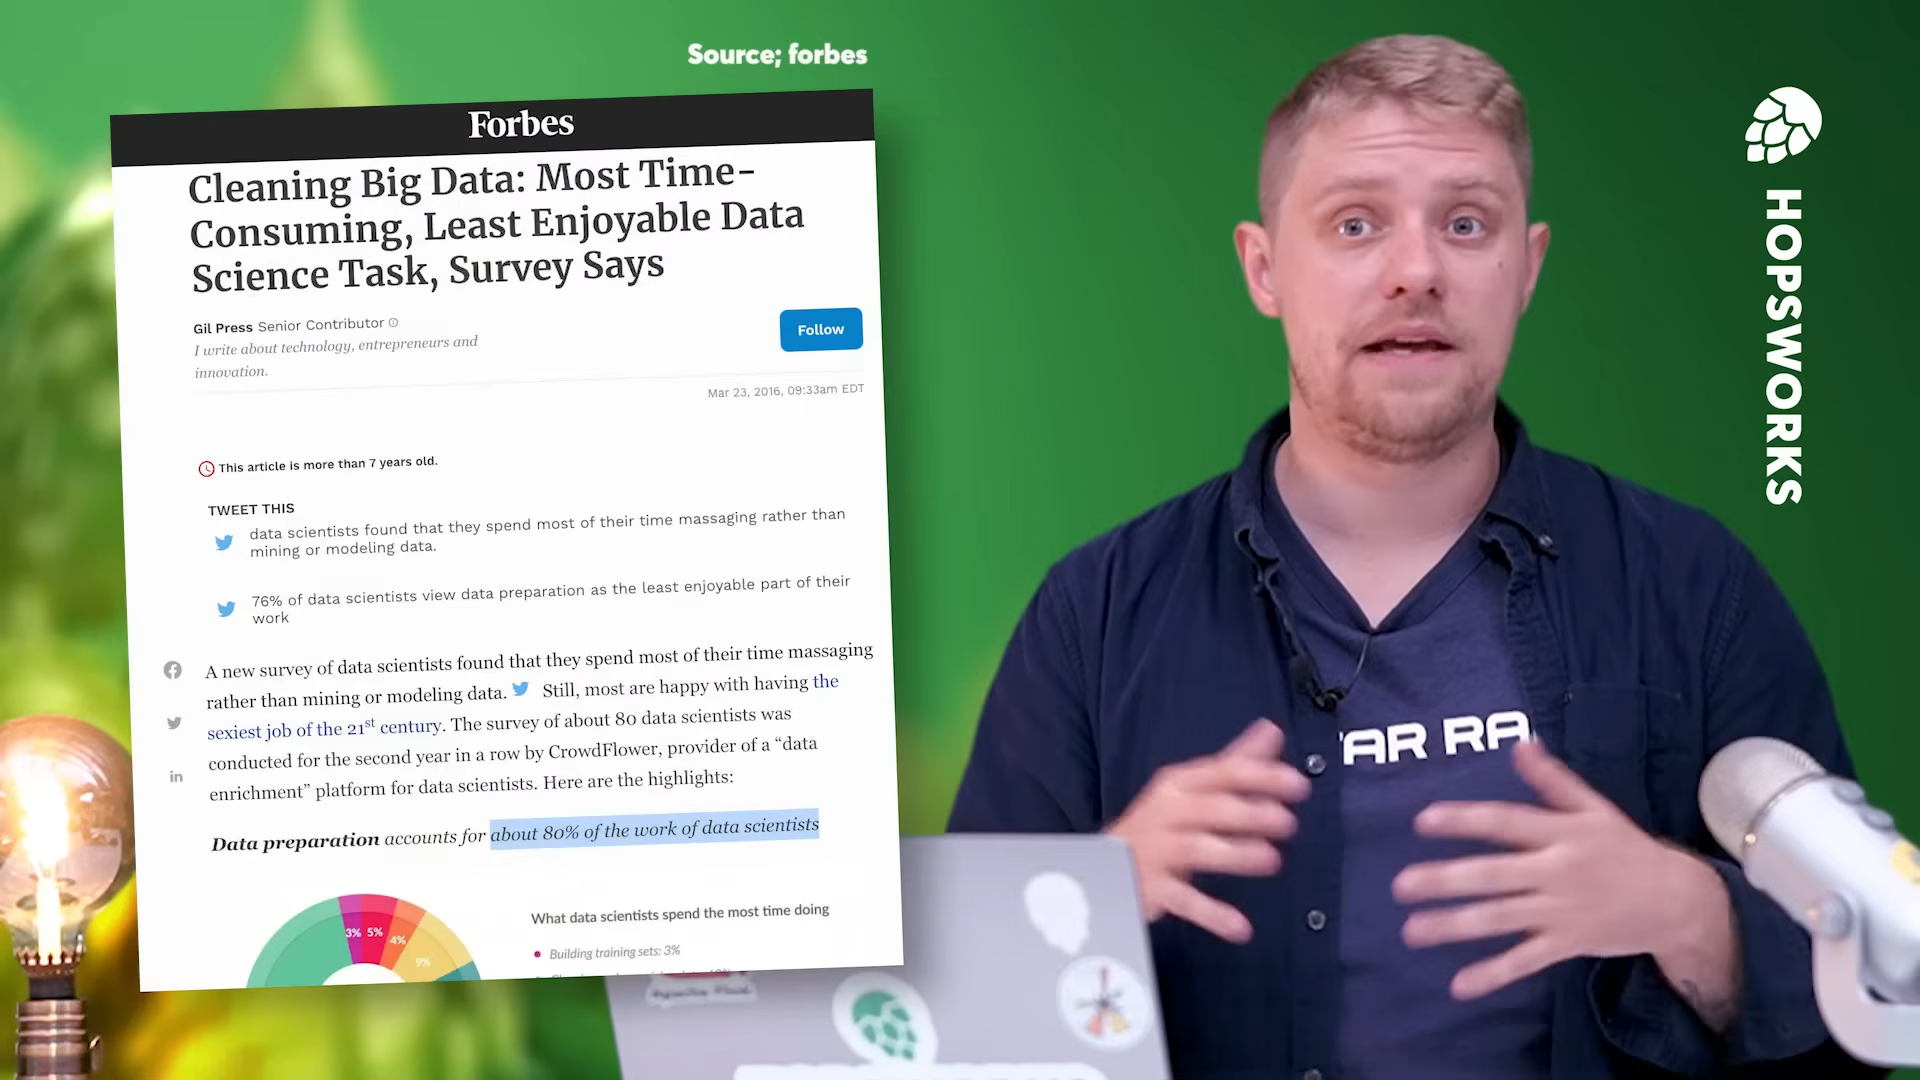 Source; forbes
Forbes
Cleaning Big Data: Most Time-
Consuming, Least Enjoyable Data
Science Task, Survey Says
Gil Press Senior Contributor
I write about technology, entrepreneurs and
innovation.
Follow
Mar 23, 2016, 09:33am EDT
This article is more than 7 years old.
TWEET THIS
data scientists found that they spend most of their time massaging rather than
mining or modeling data.
76% of data scientists view data preparation as the least enjoyable part of their
work
A new survey of data scientists found that they spend most of their time massaging
rather than mining or modeling data. Still, most are happy with having the
sexiest job of the 21st century. The survey of about 80 data scientists was
conducted for the second year in a row by CrowdFlower, provider of a “data
enrichment” platform for data scientists. Here are the highlights:
Data preparation accounts for about 80% of the work of data scientists
3% 5% 4% 9%
What data scientists spend the most time doing
Building training sets: 3%
in
HOPSWORKS
TAR RA